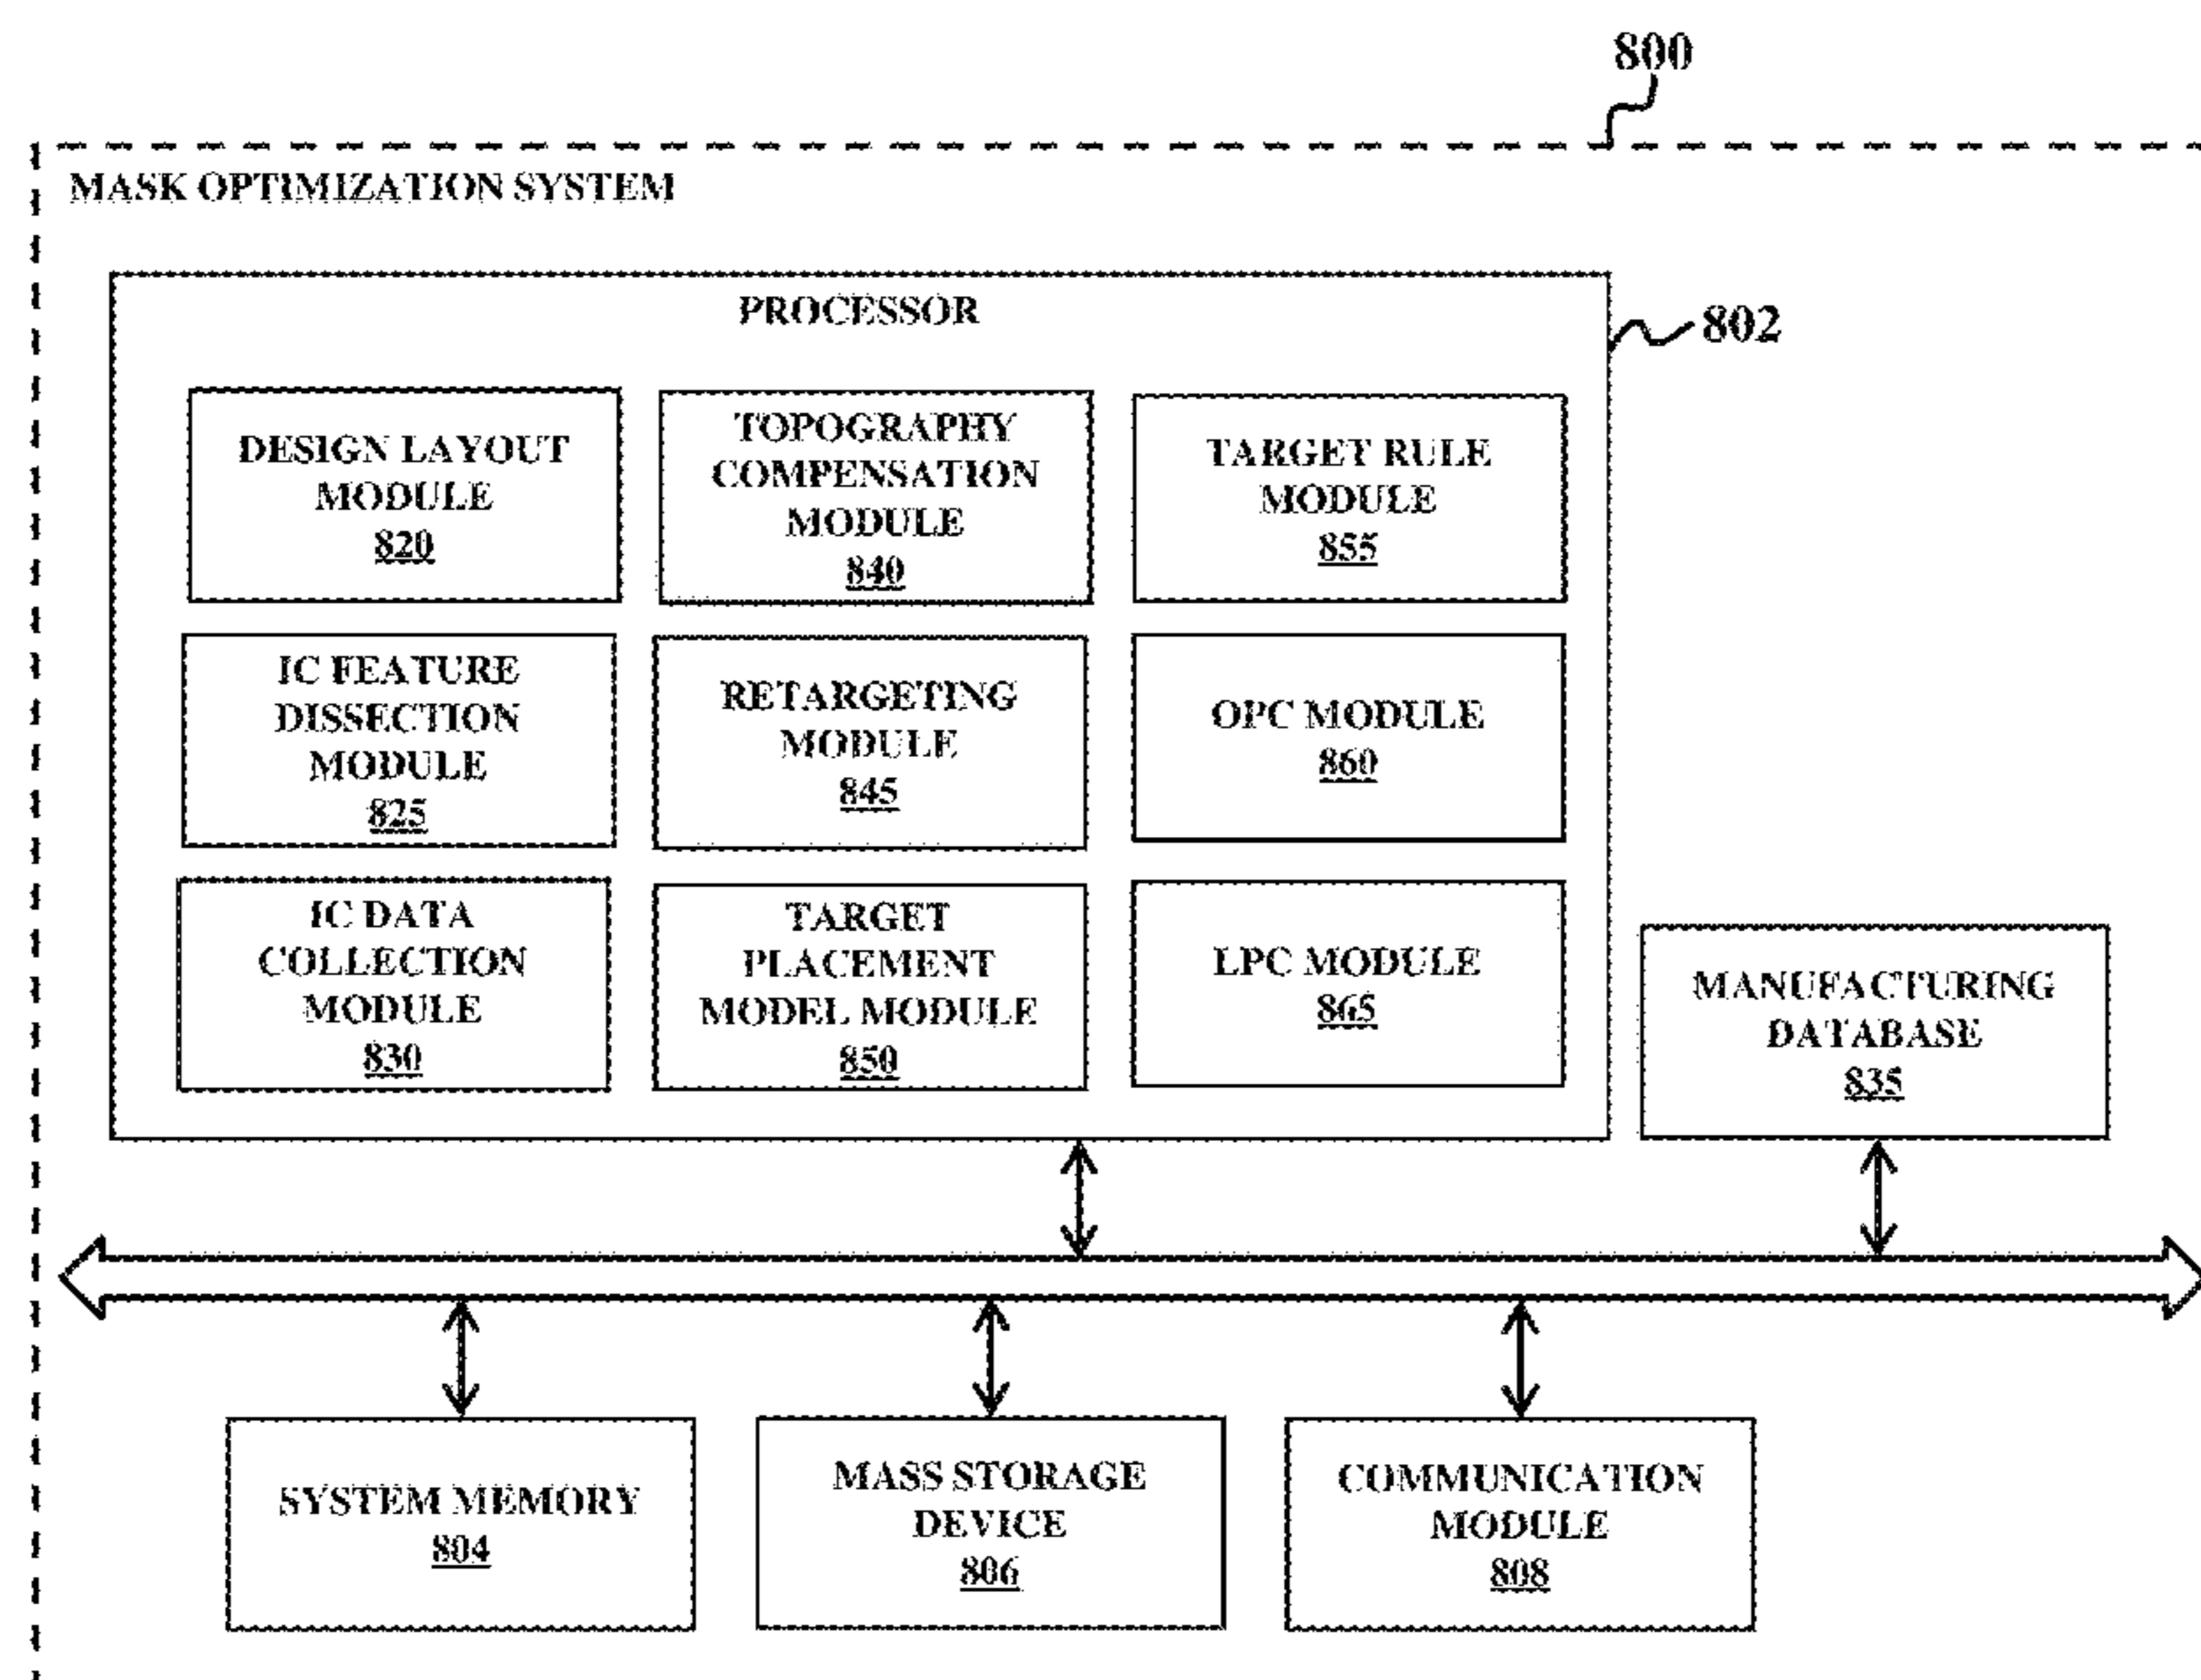 800
MASK OPTIMIZATION SYSTEM
PROCESSOR
802
DESIGN LAYOUT
MODULE
820
TOPOGRAPHY
COMPENSATION
MODULE
840
TARGET RULE
MODULE
855
IC FEATURE
DISSECTION
MODULE
825
RETARGETING
MODULE
845
OPC MODULE
860
IC DATA
COLLECTION
MODULE
830
TARGET
PLACEMENT
MODEL MODULE
850
LPC MODULE
865
MANUFACTURING
DATABASE
835
SYSTEM MEMORY
804
MASS STORAGE
DEVICE
806
COMMUNICATION
MODULE
808